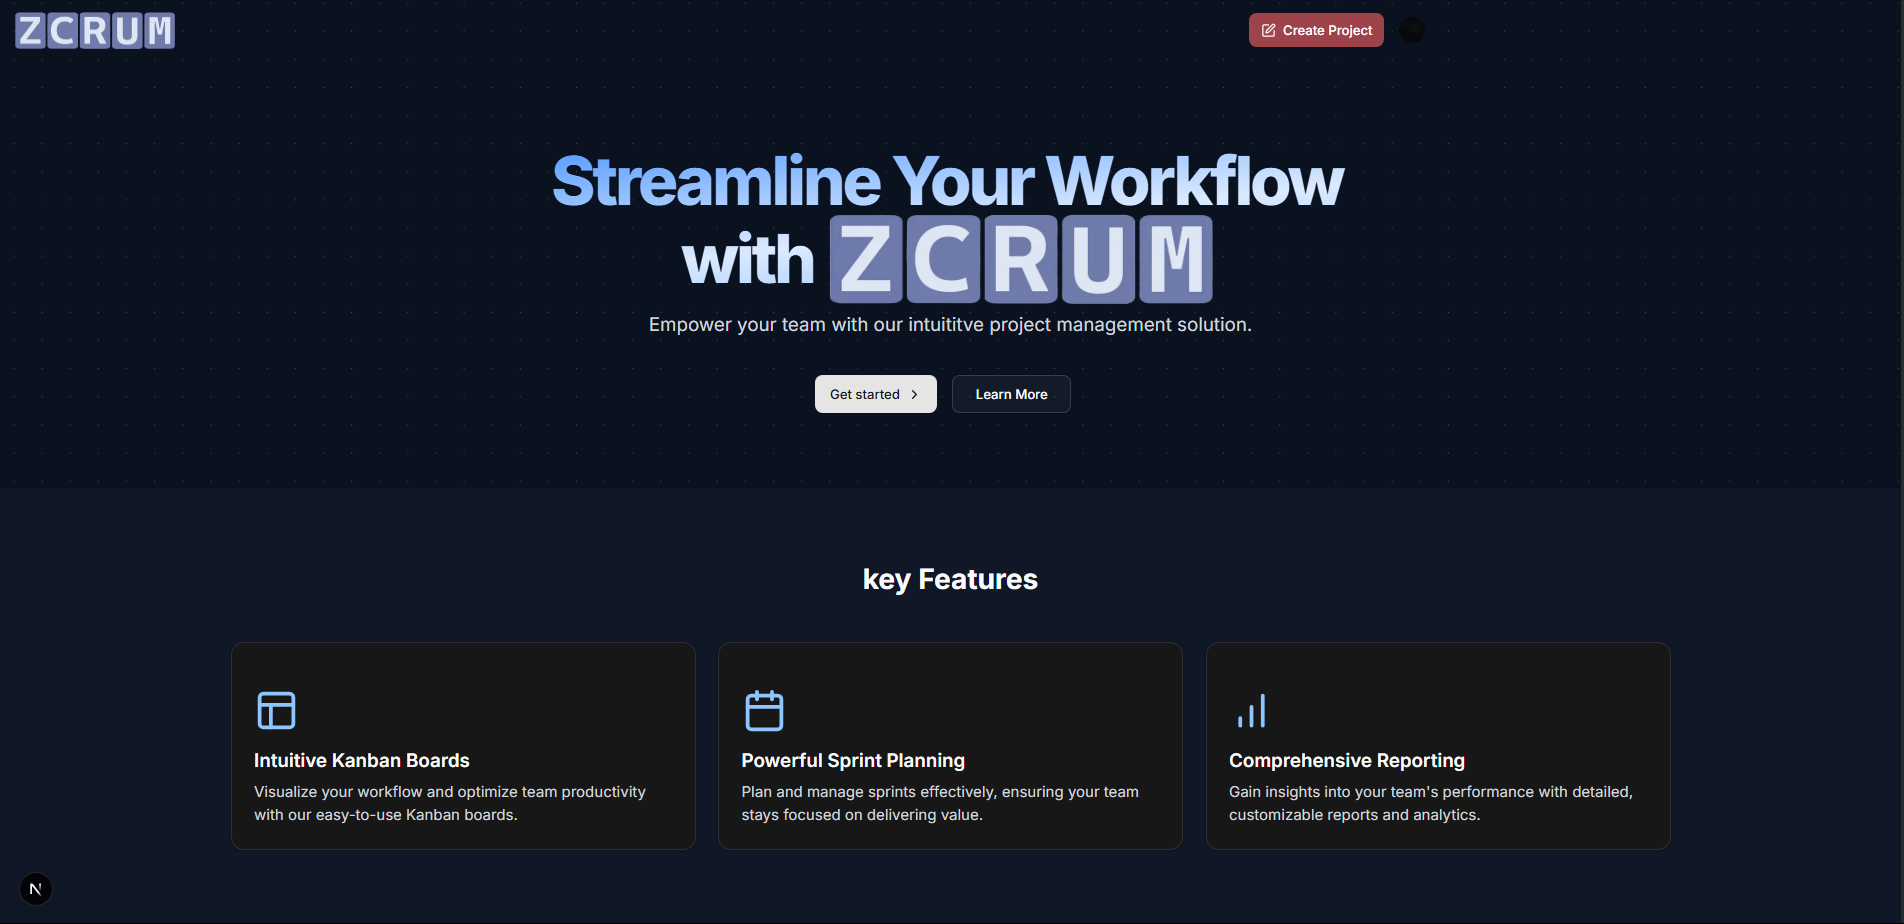 ZCRUM
Create Project
Streamline Your Workflow
with ZCRUM
Empower your team with our intuititve project management solution.
Get started
Learn More
key Features
Intuitive Kanban Boards
Visualize your workflow and optimize team productivity
with our easy-to-use Kanban boards.
Powerful Sprint Planning
Plan and manage sprints effectively, ensuring your team
stays focused on delivering value.
Comprehensive Reporting
Gain insights into your team's performance with detailed,
customizable reports and analytics.
N